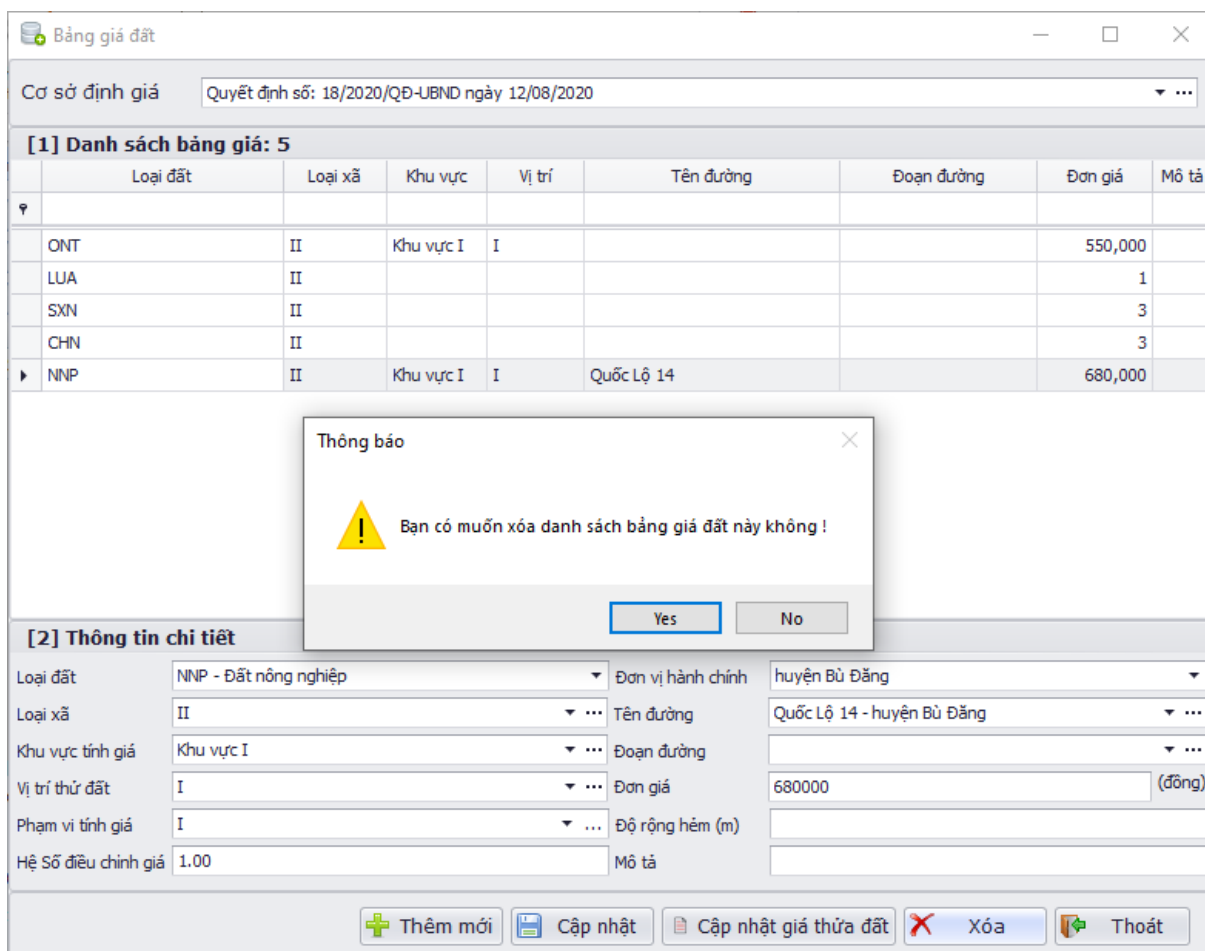 Bảng giá đất
Cơ sở định giá Quyết định số: 18/2020/QĐ-UBND ngày 12/08/2020
[1] Danh sách bảng giá: 5
Loại đất Loại xã Khu vực Vị trí Tên đường Đoạn đường Đơn giá Mô tả
ONT II Khu vực I I 550,000
LUA II 1
SXN II 3
CHN II 3
NNP II Khu vực I I Quốc Lộ 14 680,000
Thông báo
Bạn có muốn xóa danh sách bảng giá đất này không !
Yes No
[2] Thông tin chi tiết
Loại đất NNP - Đất nông nghiệp Đơn vị hành chính huyện Bù Đăng
Loại xã II Tên đường Quốc Lộ 14 - huyện Bù Đăng
Khu vực tính giá Khu vực I Đoạn đường
Vị trí thử đất I Đơn giá 680000 (đồng)
Phạm vi tính giá I Độ rộng hẻm (m)
Hệ Số điều chỉnh giá 1.00 Mô tả
Thêm mới Cập nhật Cập nhật giá thửa đất Xóa Thoát